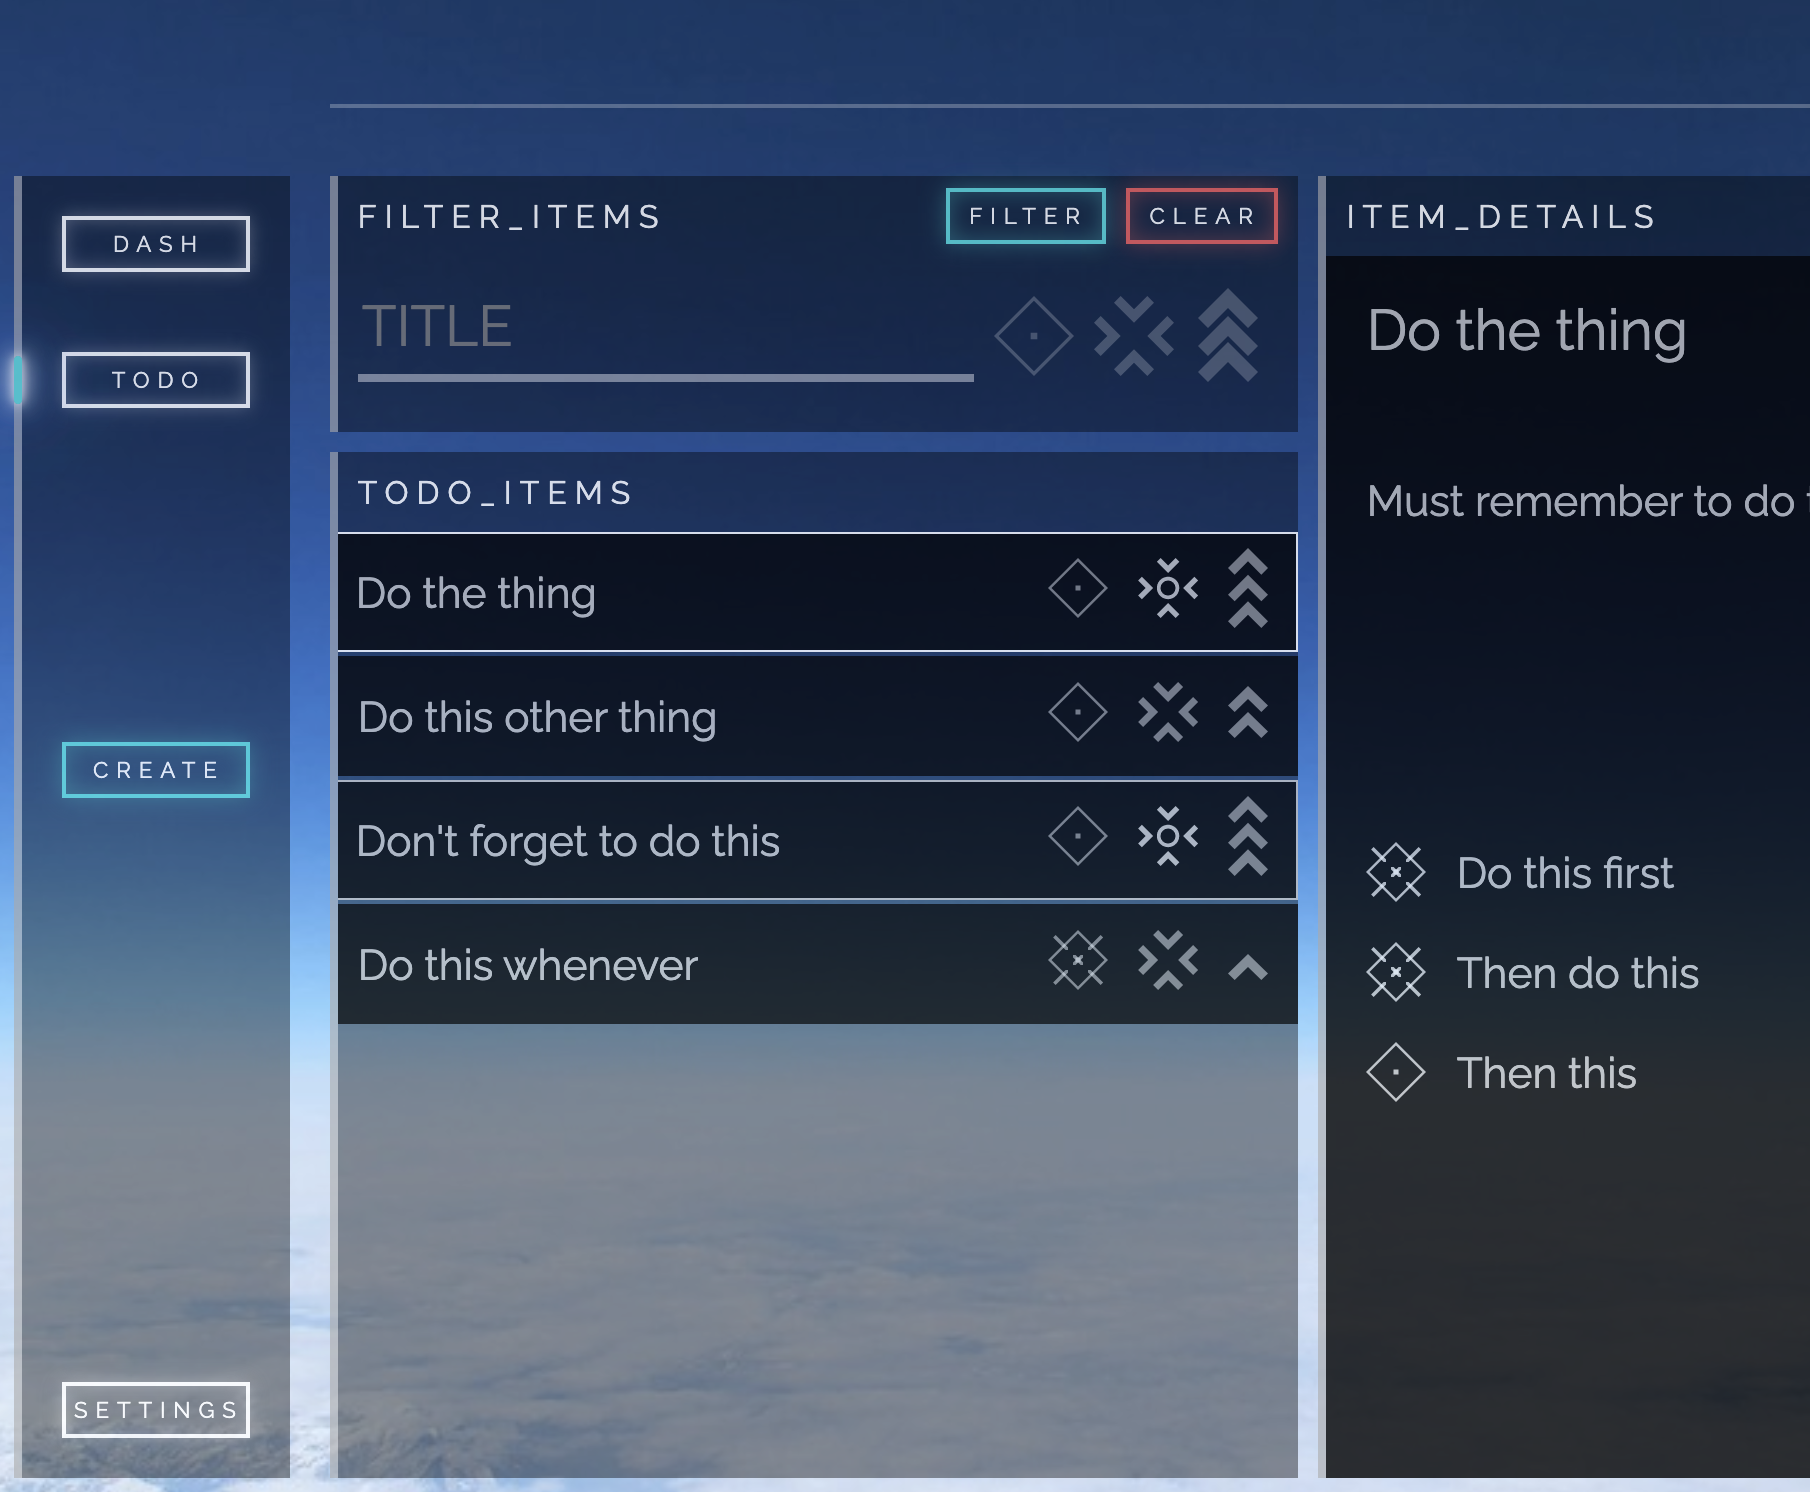 DASH
TODO
CREATE
SETTINGS
FILTER_ITEMS
FILTER
CLEAR
TITLE
TODO_ITEMS
Do the thing
Do this other thing
Don't forget to do this
Do this whenever
ITEM_DETAILS
Do the thing
Must remember to do
Do this first
Then do this
Then this